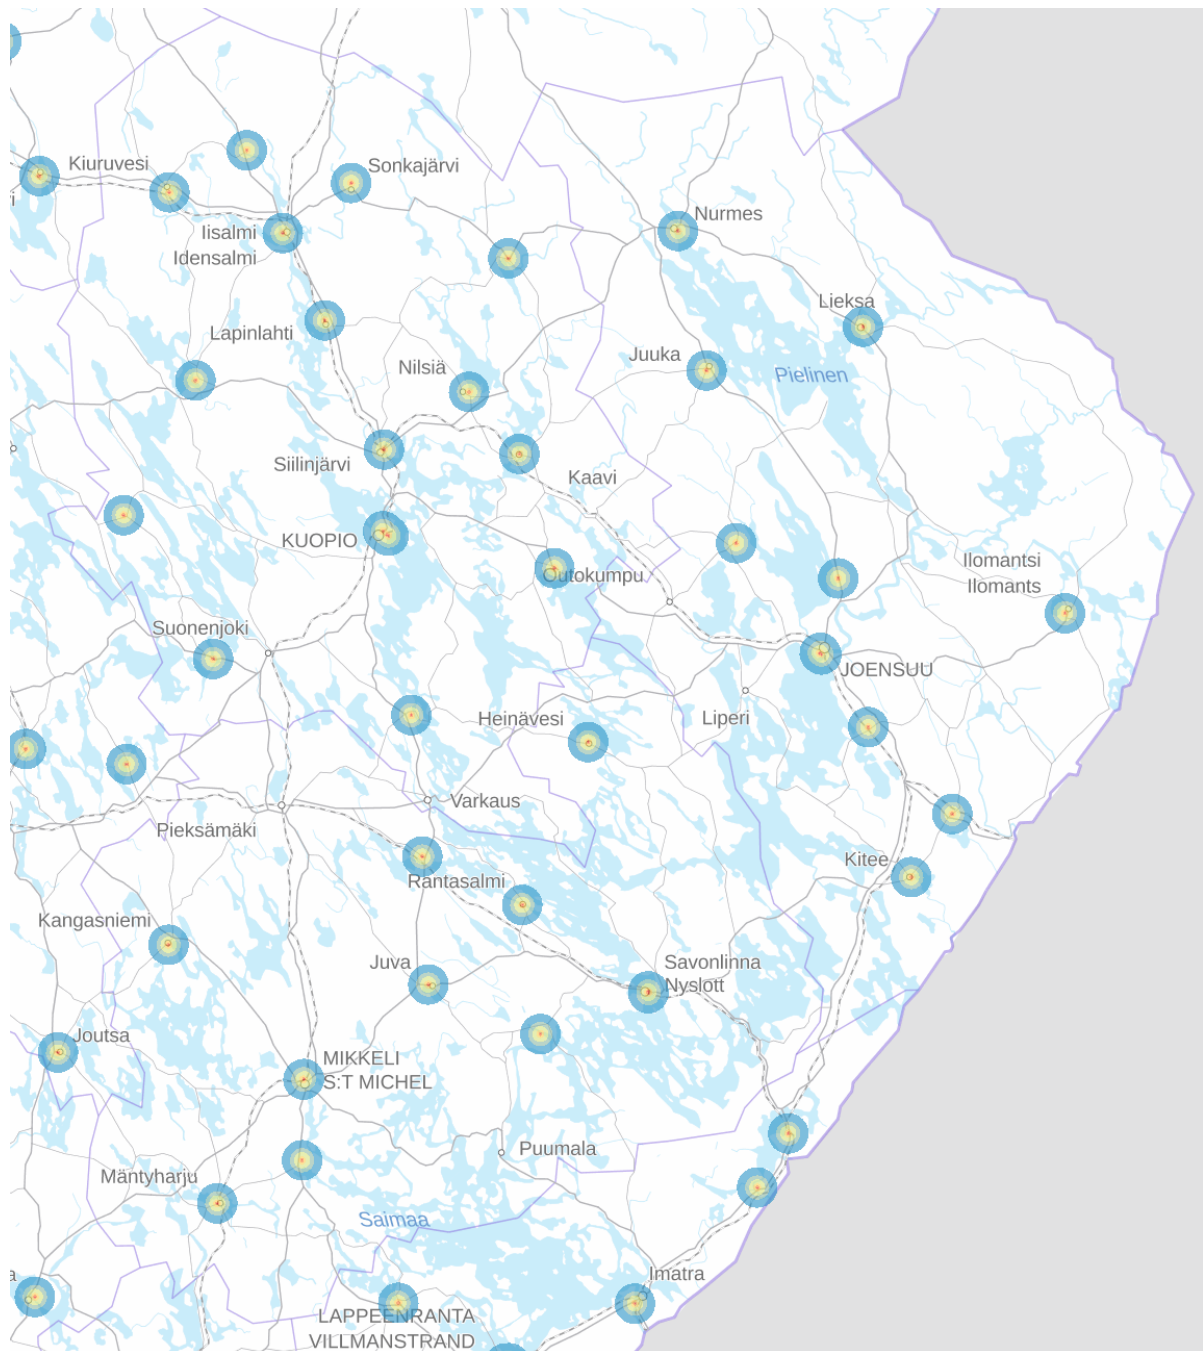 Kiuruvesi
Sonkajärvi
ri
Nurmes
Iisalmi
Idensalmi
Lieksa
Lapinlahti
Juuka
Nilsiä
Pielinen
Siilinjärvi
Kaavi
KUOPIO
Outokumpu
Ilomantsi
Ilomants
Suonenjoki
JOENSUU
Heinävesi
Liperi
Varkaus
Pieksämäki
Kitee
Rantasalmi
Kangasniemi
Juva
Savonlinna
Nyslott
Joutsa
MIKKELI
S:T MICHEL
Puumala
Mäntyharju
Saimaa
a
Imatra
LAPPEENRANTA
VILLMANSTRAND